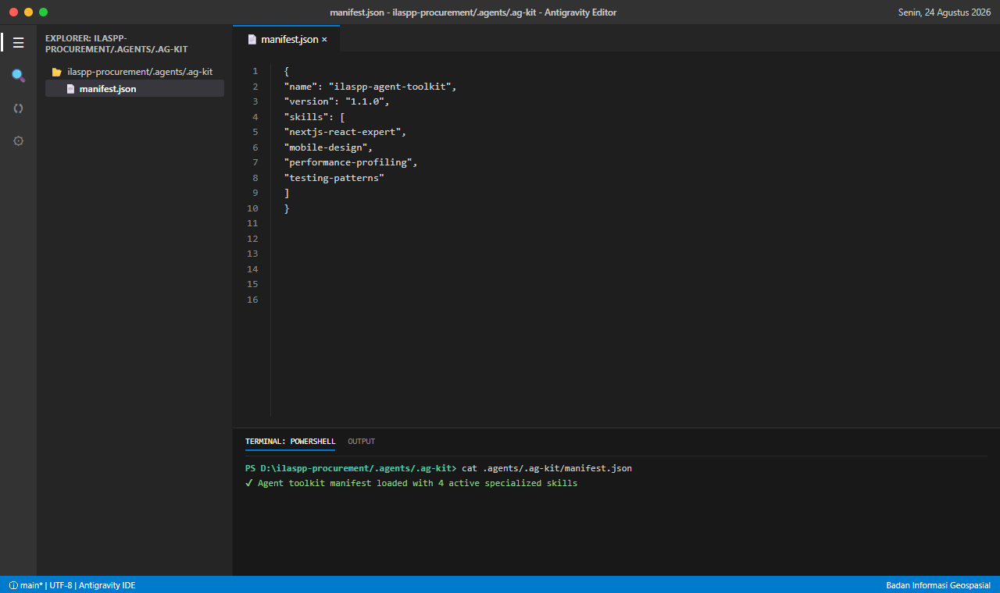 manifest.json - ilaspp-procurement/.agents/.ag-kit - Antigravity Editor
Senin, 24 Agustus 2026
EXPLORER: ILASPP-
PROCUREMENT/.AGENTS/.AG-KIT
ilaspp-procurement/.agents/.ag-kit
manifest.json
manifest.json ×
1 {
2 "name": "ilaspp-agent-toolkit",
3 "version": "1.1.0",
4 "skills": [
5 "nextjs-react-expert",
6 "mobile-design",
7 "performance-profiling",
8 "testing-patterns"
9 ]
10 }
11
12
13
14
15
16
TERMINAL: POWERSHELL OUTPUT
PS D:\ilaspp-procurement/.agents/.ag-kit> cat .agents/.ag-kit/manifest.json
✓ Agent toolkit manifest loaded with 4 active specialized skills
main* | UTF-8 | Antigravity IDE
Badan Informasi Geospasial